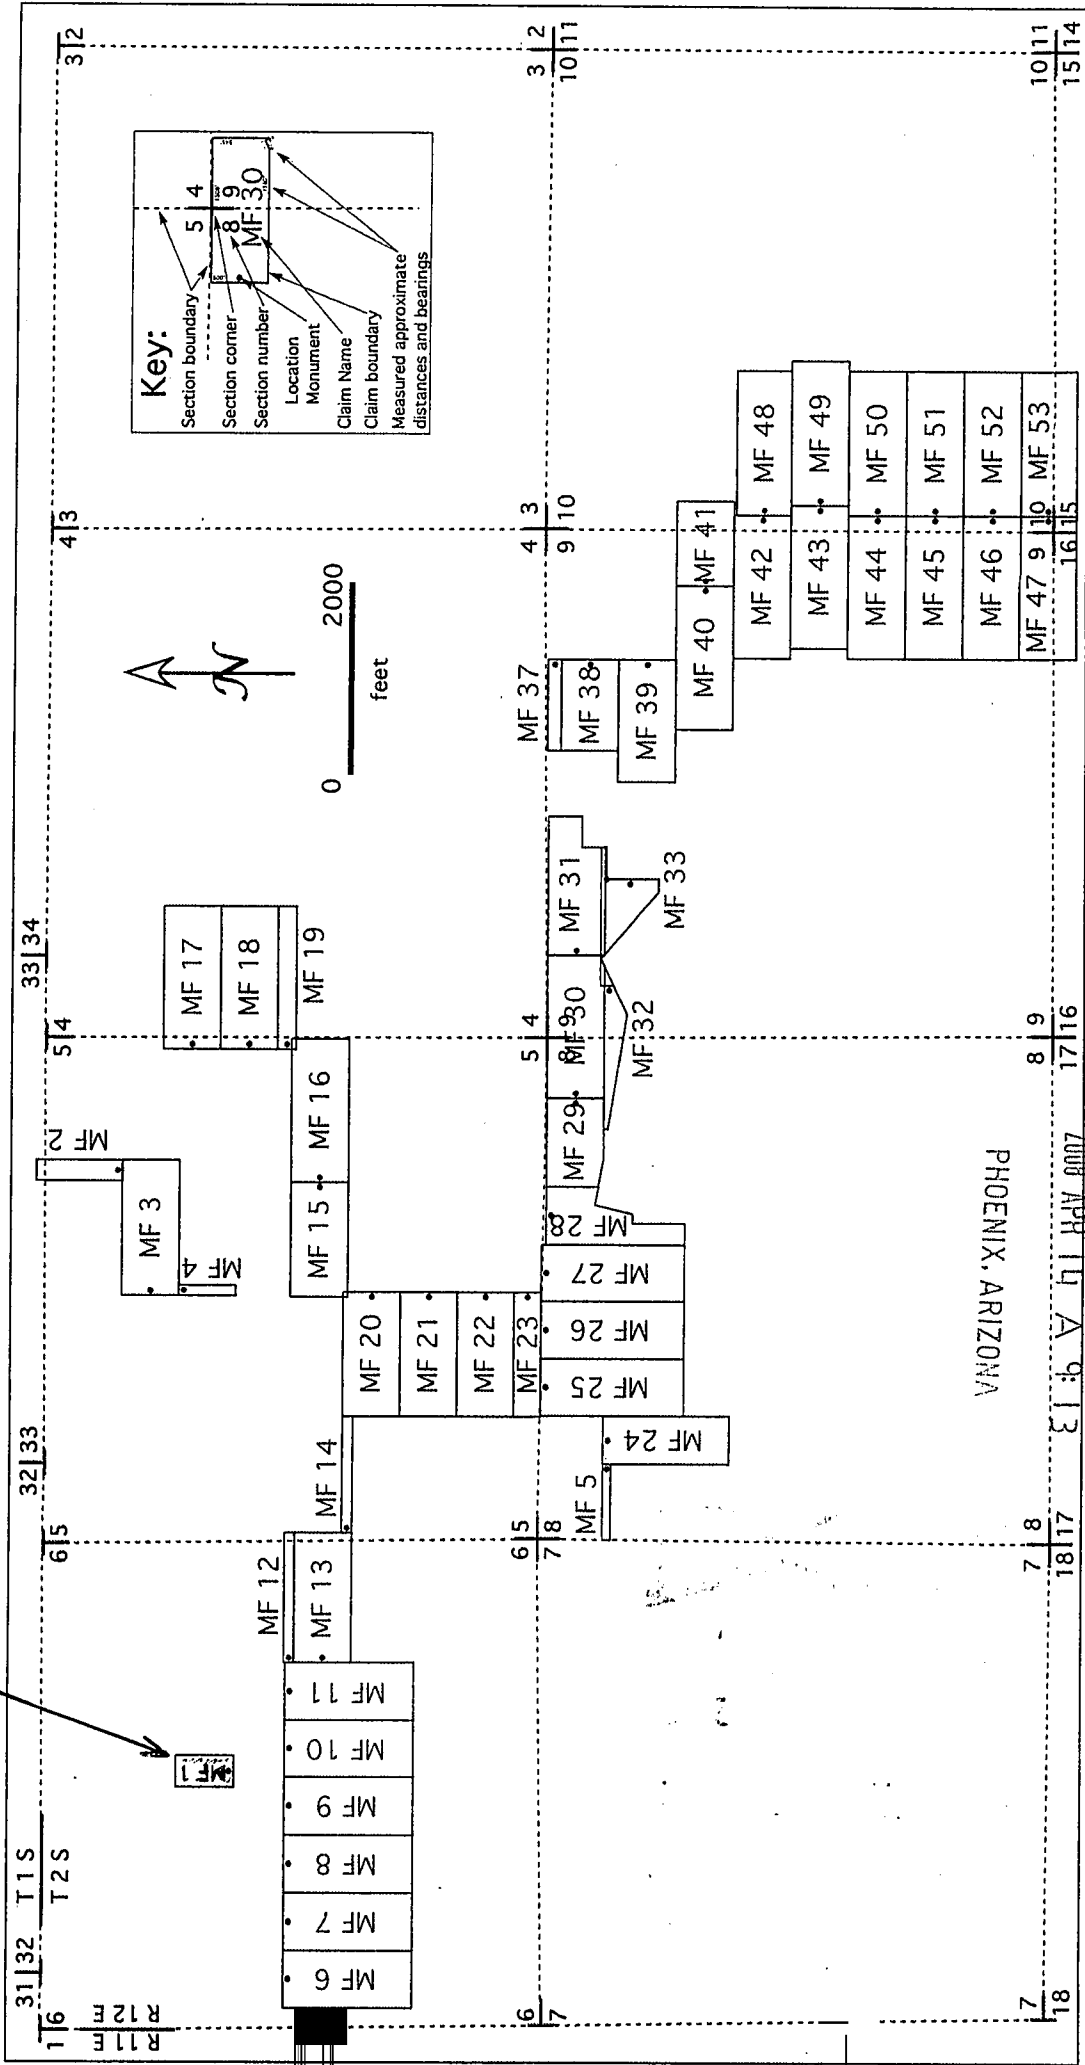 31|32 T1S
T2S
32|33
33|34
1|6
R11E
R12E
6|5
5|4
4|3
3|2
Key:
Section boundary
Section corner
Section number
Location
Monument
Claim Name
Claim boundary
Measured approximate
distances and bearings
5 4
8 9
MF 30
N
0 2000
feet
MF 1
MF 2
MF 3
MF 4
MF 17
MF 18
MF 19
MF 15
MF 16
MF 6
MF 7
MF 8
MF 9
MF 10
MF 11
MF 12
MF 13
MF 14
MF 20
MF 21
MF 22
MF 23
6
7
6 5
7 8
5 4
8 9
4 3
9 10
3 2
10 11
MF 5
MF 24
MF 25
MF 26
MF 27
MF 28
MF 29
MF 30
MF 31
MF 32
MF 33
MF 37
MF 38
MF 39
MF 40
MF 41
MF 42
MF 48
MF 43
MF 49
MF 44
MF 50
MF 45
MF 51
MF 46
MF 52
MF 47
MF 53
7
18
7 8
18 17
8 9
17 16
9 10
16 15
10 11
15 14
PHOENIX, ARIZONA
2008 APR 14 A 9: 13